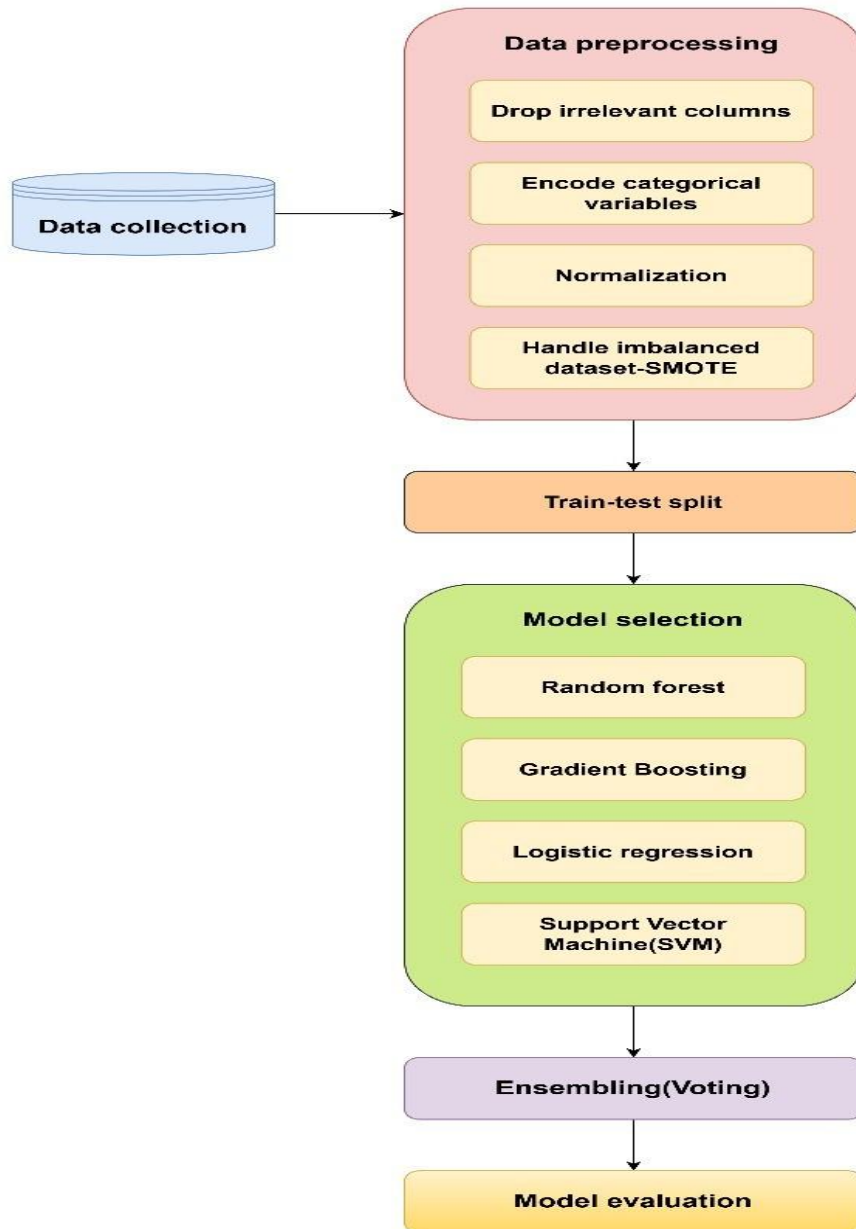 Data collection
Data preprocessing
Drop irrelevant columns
Encode categorical
variables
Normalization
Handle imbalanced
dataset-SMOTE
Train-test split
Model selection
Random forest
Gradient Boosting
Logistic regression
Support Vector
Machine(SVM)
Ensembling(Voting)
Model evaluation